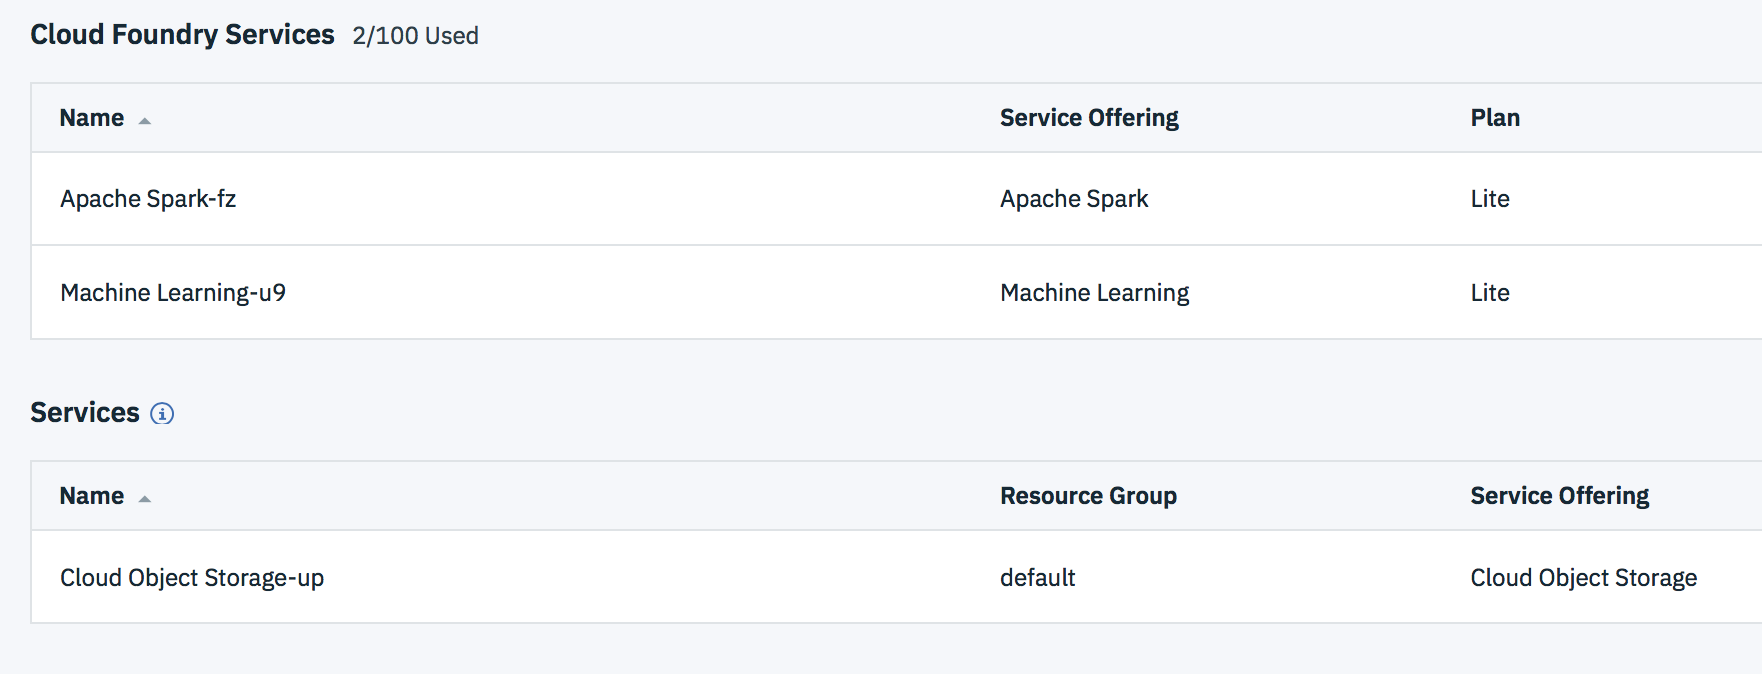 Cloud Foundry Services 2/100 Used
Name Service Offering Plan
Apache Spark-fz Apache Spark Lite
Machine Learning-u9 Machine Learning Lite
Services
Name Resource Group Service Offering
Cloud Object Storage-up default Cloud Object Storage